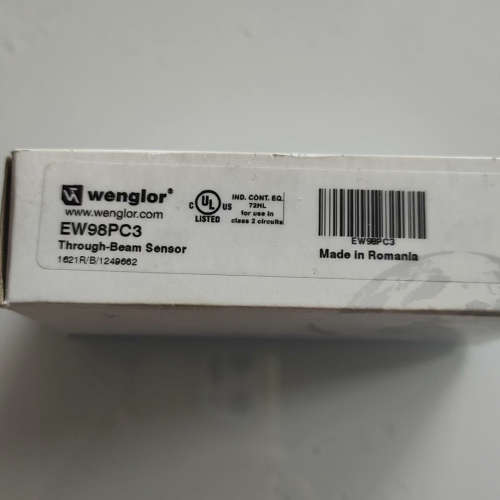 wenglor®
www.wenglor.com
EW98PC3
Through-Beam Sensor
1621R/B/1249662
C UL US
LISTED
IND. CONT. EQ.
72HL
for use in
class 2 circuits
EW98PC3
Made in Romania